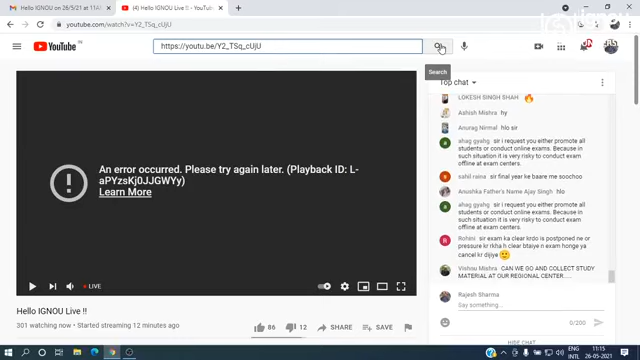 Hello IGNOU on 26/5/21 at 11AM
(4) Hello IGNOU Live !! - YouTube
youtube.com/watch?v=Y2_TSq_cUjU
YouTube
IN
https://youtu.be/Y2_TSq_cUjU
Search
Top chat
LOKESH SINGH SHAH
Ashish Mishra hy
Anurag Nirmal hlo sir
ahag gyahg sir i request you either promote all
students or conduct online exams. Because in
such situation it is very risky to conduct exam
offline at exam centers.
sahil raina sir final year ke baare me soochoo
Anushka Father's Name Ajay Singh hlo
ahag gyahg sir i request you either promote all
students or conduct online exams. Because in
such situation it is very risky to conduct exam
offline at exam centers.
Rohini sir exam ka clear krdo is postponed ne or
pressure kr rkha h clear btaiye n exam honge ya
cancel kr dijiye
Vishou Misra CAN WE GO AND COLLECT STUDY
MATERIAL AT OUR REGIONAL CENTER.....
Rajesh Sharma
Say something...
0/200
HIDE CHAT
An error occurred. Please try again later. (Playback ID: L-
aPYzsKj0JJGWYy)
Learn More
LIVE
Hello IGNOU Live !!
301 watching now • Started streaming 12 minutes ago
86
12
SHARE
SAVE
ENG
INTL
11:15
26-05-2021